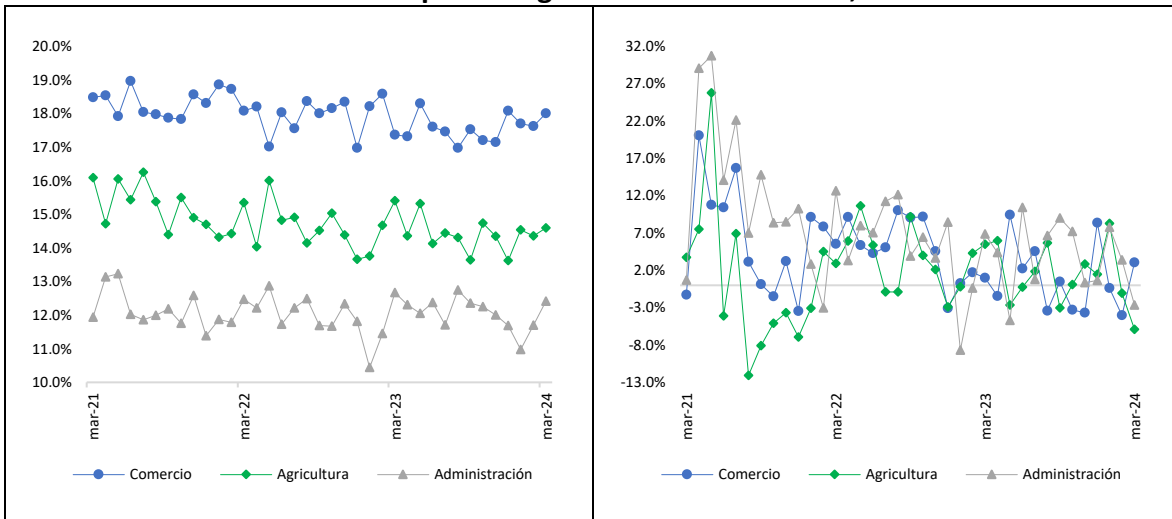 20.0%
19.0%
18.0%
17.0%
16.0%
15.0%
14.0%
13.0%
12.0%
11.0%
10.0%
mar-21
mar-22
mar-23
mar-24
Comercio Agricultura Administración
32.0%
27.0%
22.0%
17.0%
12.0%
7.0%
2.0%
-3.0%
-8.0%
-13.0%
mar-21
mar-22
mar-23
mar-24
Comercio Agricultura Administración